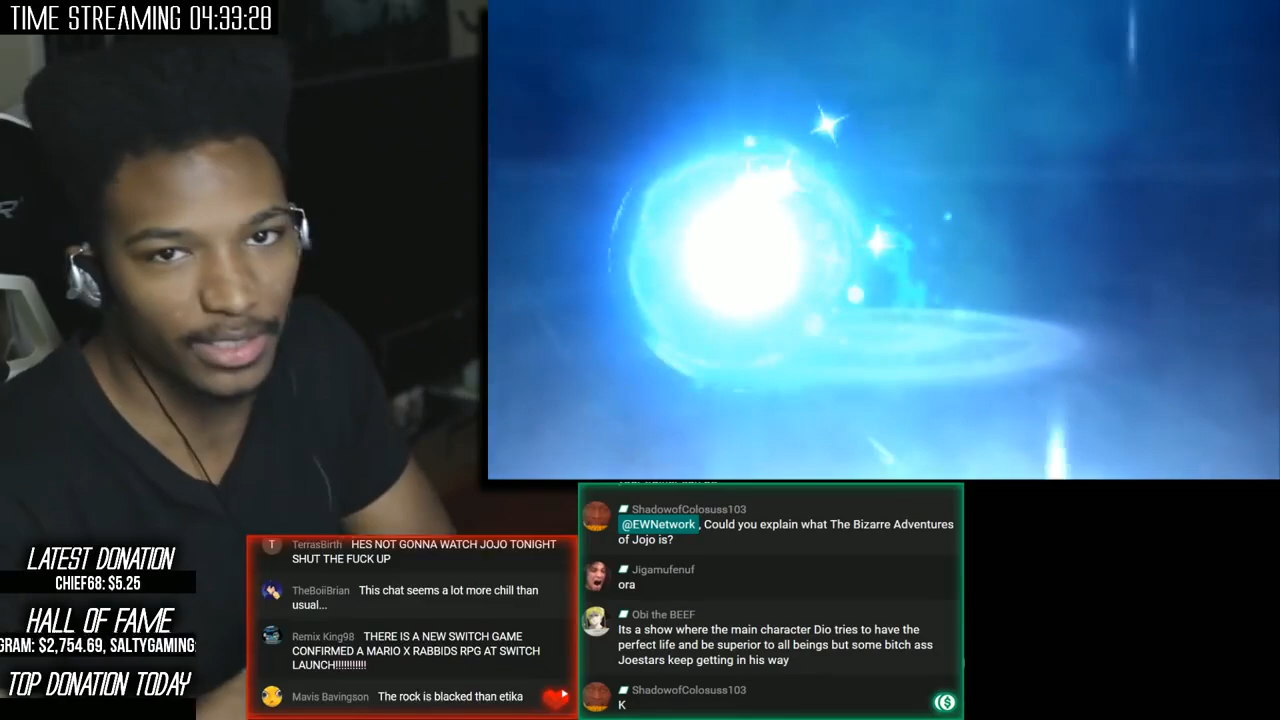 TIME STREAMING 04:33:28
LATEST DONATION
CHIEF68: $5.25
HALL OF FAME
GRAM: $2,754.69, SALTYGAMING
TOP DONATION TODAY
TerrasBirth HES NOT GONNA WATCH JOJO TONIGHT
SHUT THE FUCK UP
TheBoiiBrian This chat seems a lot more chill than
usual...
Remix King98 THERE IS A NEW SWITCH GAME
CONFIRMED A MARIO X RABBIDS RPG AT SWITCH
LAUNCH!!!!!!!!!!!
Mavis Bavingson The rock is blacked than etika
ShadowofColosuss103
@EWNetwork, Could you explain what The Bizarre Adventures
of Jojo is?
Jigamufenuf
ora
Obi the BEEF
Its a show where the main character Dio tries to have the
perfect life and be superior to all beings but some bitch ass
Joestars keep getting in his way
ShadowofColosuss103
K